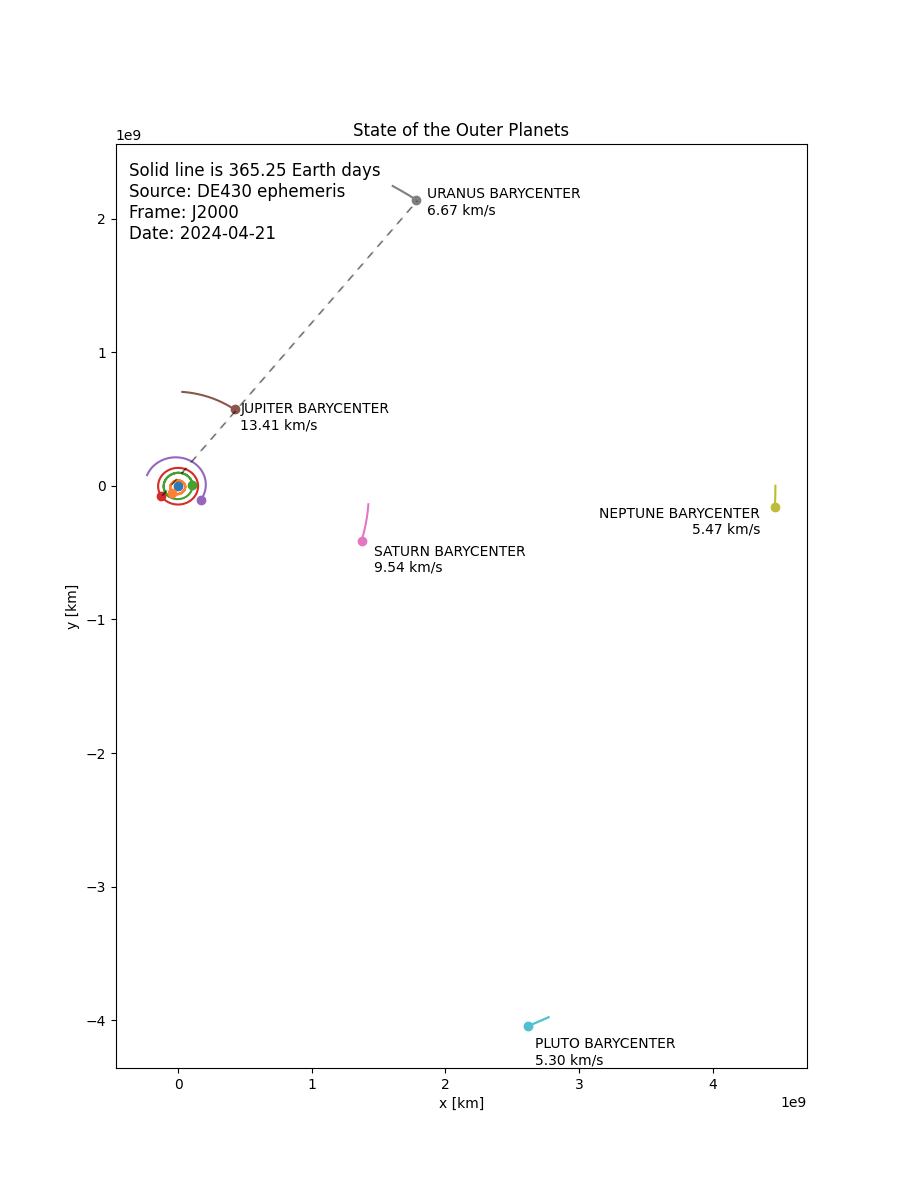 State of the Outer Planets
1e9
Solid line is 365.25 Earth days
Source: DE430 ephemeris
Frame: J2000
Date: 2024-04-21
URANUS BARYCENTER
6.67 km/s
JUPITER BARYCENTER
13.41 km/s
NEPTUNE BARYCENTER
5.47 km/s
SATURN BARYCENTER
9.54 km/s
PLUTO BARYCENTER
5.30 km/s
y [km]
2
1
0
−1
−2
−3
−4
0 1 2 3 4
x [km]
1e9